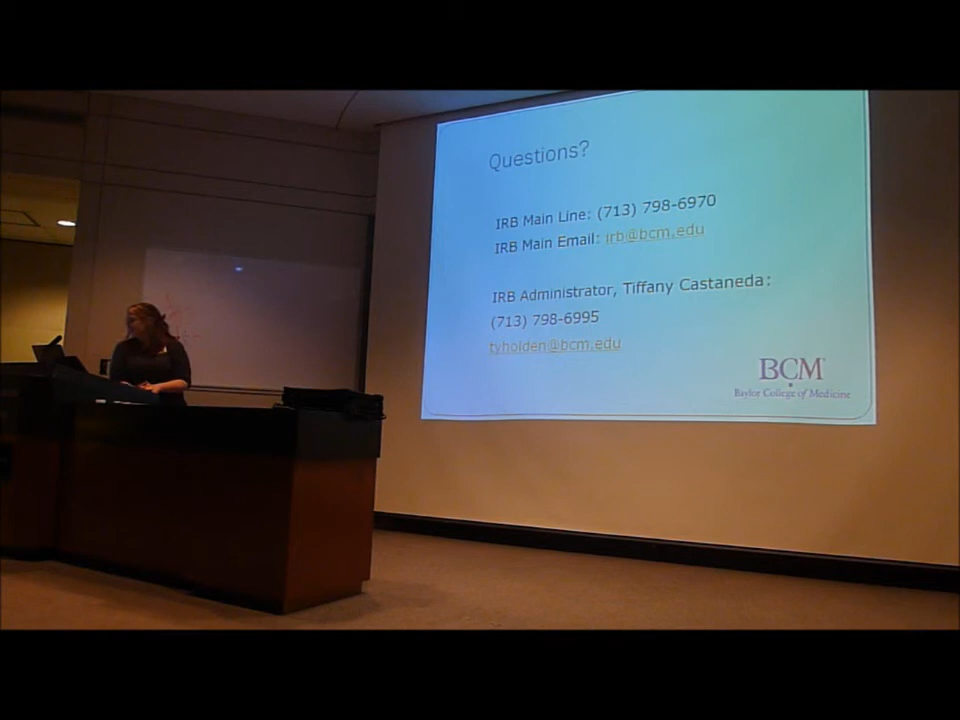 Questions?
IRB Main Line: (713) 798-6970
IRB Main Email: irb@bcm.edu
IRB Administrator, Tiffany Castaneda:
(713) 798-6995
tvholden@bcm.edu
BCM
Baylor College of Medicine